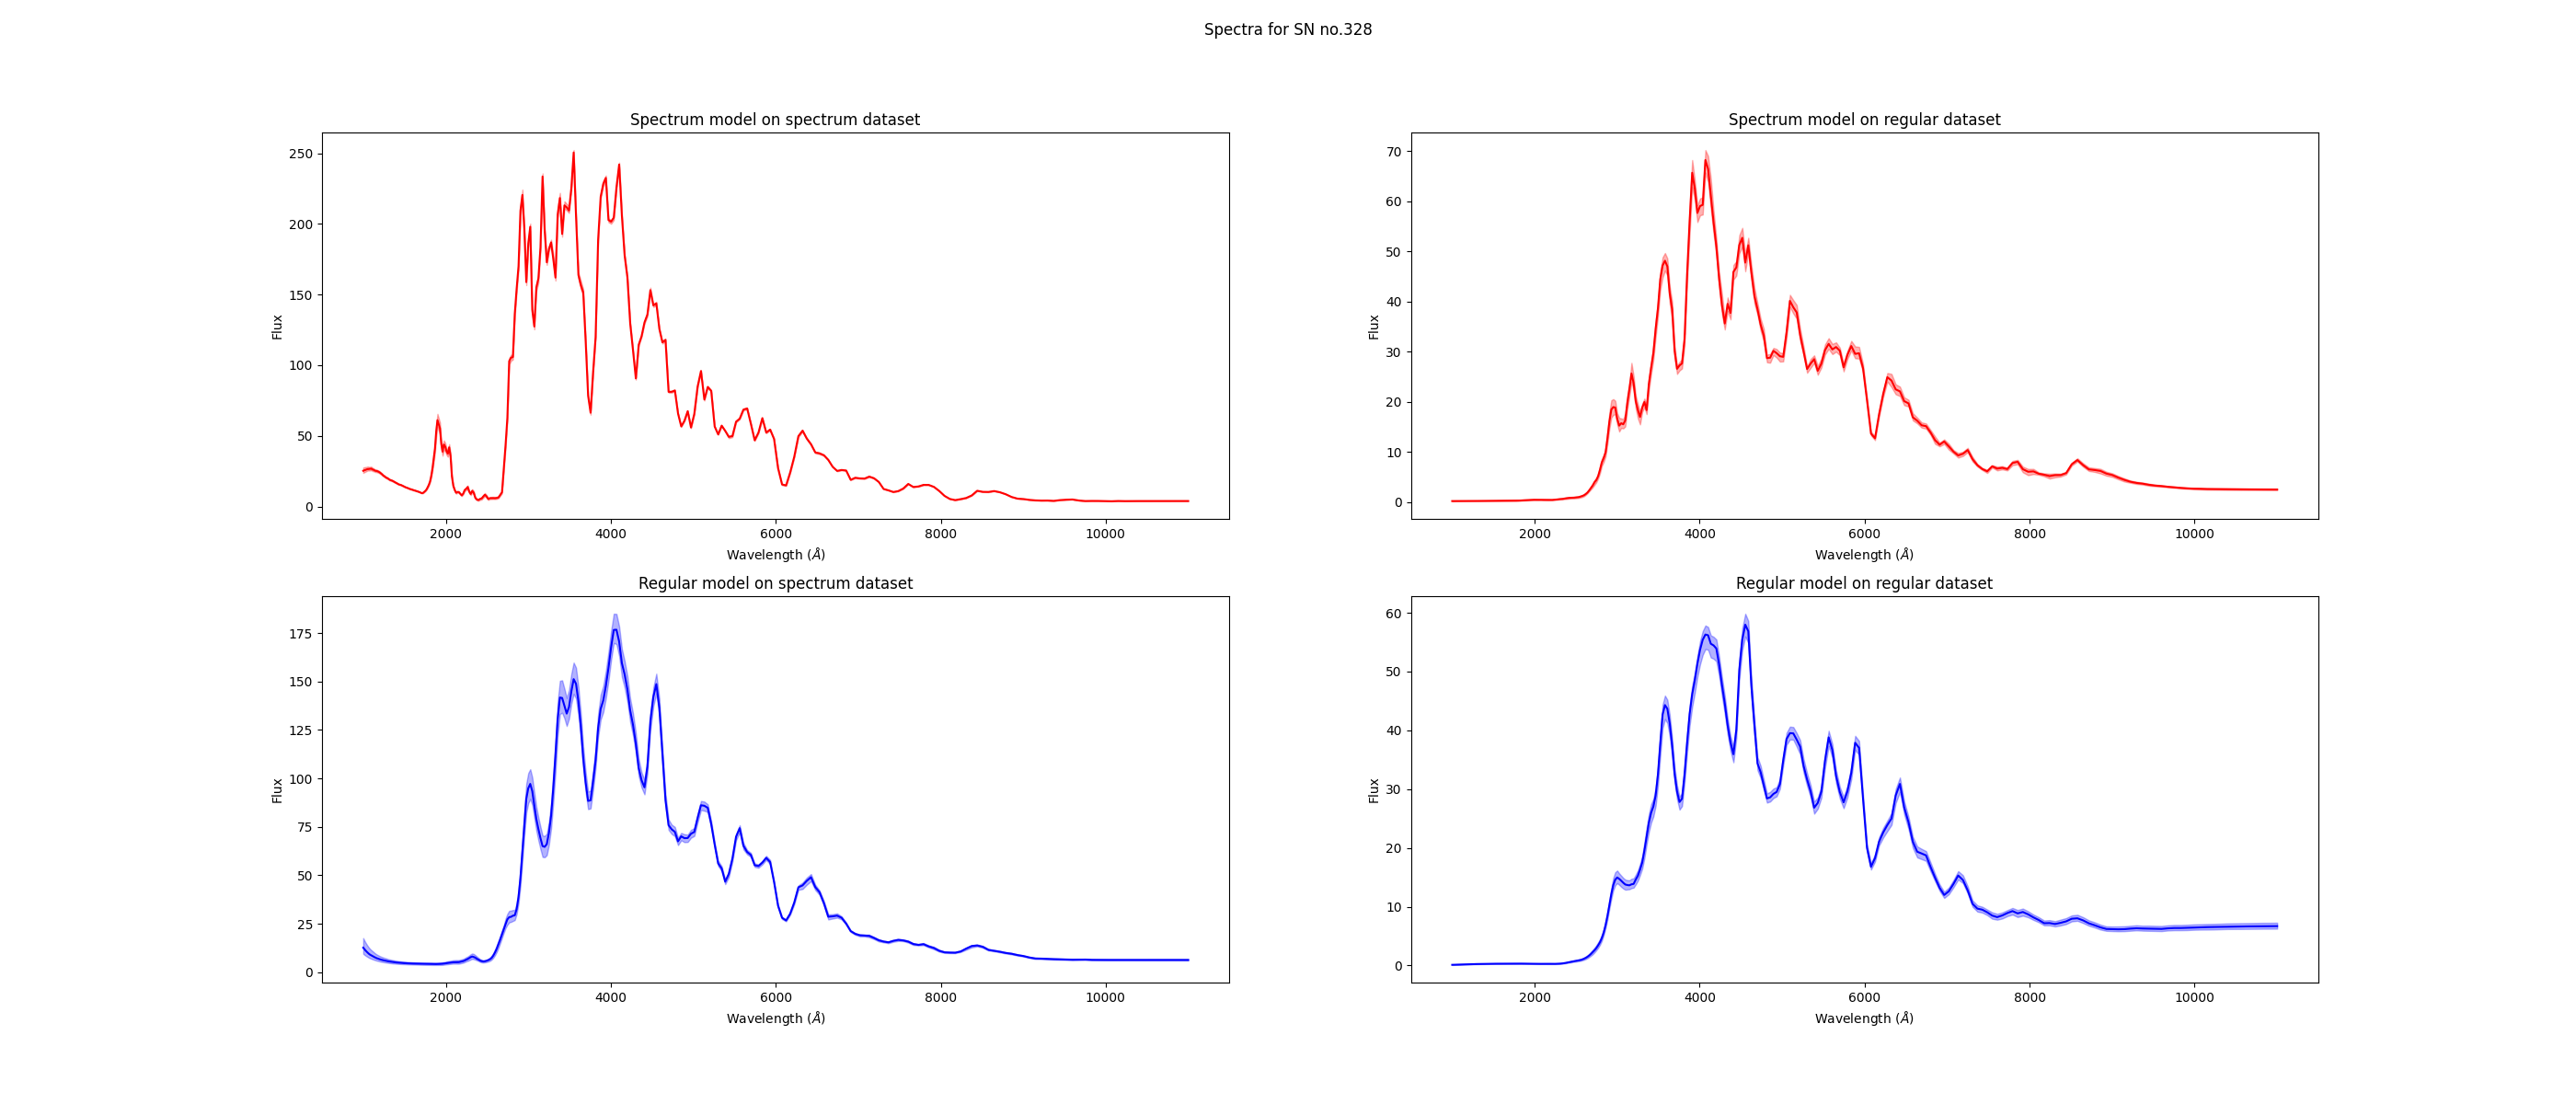 Spectra for SN no.328
Spectrum model on spectrum dataset
250
200
150
100
50
0
Flux
2000 4000 6000 8000 10000
Wavelength (Å)
Spectrum model on regular dataset
70
60
50
40
30
20
10
0
Flux
2000 4000 6000 8000 10000
Wavelength (Å)
Regular model on spectrum dataset
175
150
125
100
75
50
25
0
Flux
2000 4000 6000 8000 10000
Wavelength (Å)
Regular model on regular dataset
60
50
40
30
20
10
0
Flux
2000 4000 6000 8000 10000
Wavelength (Å)